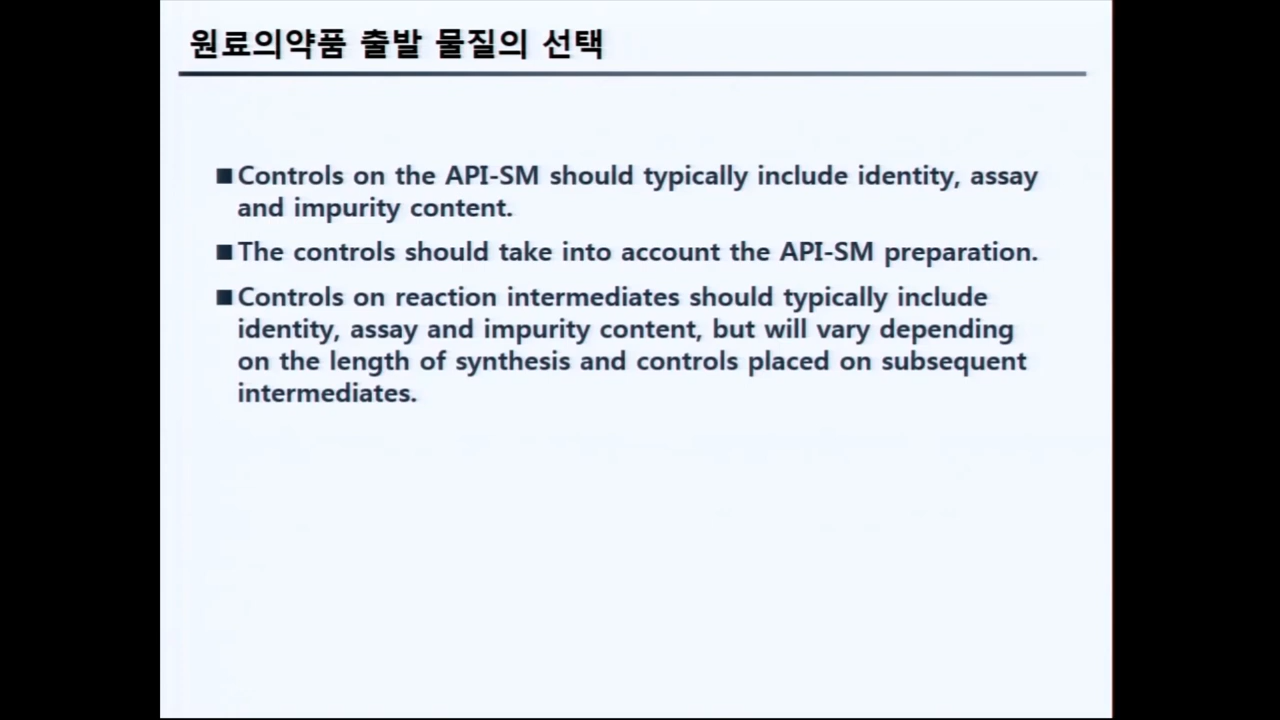 원료의약품 출발 물질의 선택
■Controls on the API-SM should typically include identity, assay
and impurity content.
■The controls should take into account the API-SM preparation.
■Controls on reaction intermediates should typically include
identity, assay and impurity content, but will vary depending
on the length of synthesis and controls placed on subsequent
intermediates.